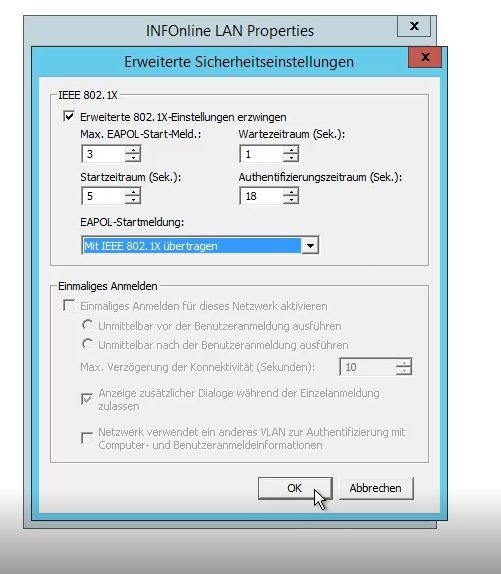 INFOnline LAN Properties
x
Erweiterte Sicherheitseinstellungen
x
IEEE 802.1X
Erweiterte 802.1X-Einstellungen erzwingen
Max. EAPOL-Start-Meld.: Wartezeitraum (Sek.):
3 1
Startzeitraum (Sek.): Authentifizierungszeitraum (Sek.):
5 18
EAPOL-Startmeldung:
Mit IEEE 802.1X übertragen
Einmaliges Anmelden
Einmaliges Anmelden für dieses Netzwerk aktivieren
Unmittelbar vor der Benutzeranmeldung ausführen
Unmittelbar nach der Benutzeranmeldung ausführen
Max. Verzögerung der Konnektivität (Sekunden): 10
Anzeige zusätzlicher Dialoge während der Einzelanmeldung
zulassen
Netzwerk verwendet ein anderes VLAN zur Authentifizierung mit
Computer- und Benutzeranmeldeinformationen
OK Abbrechen